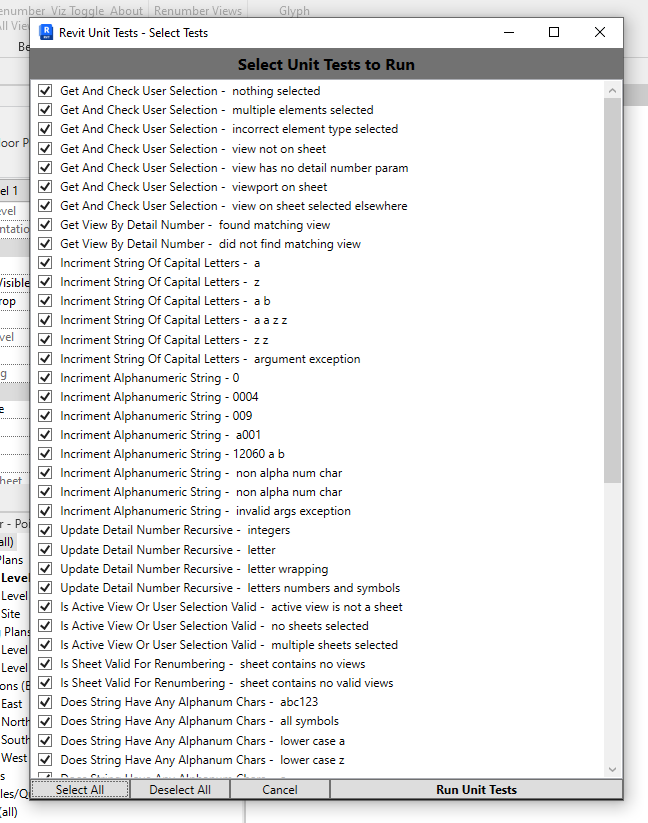 enumber Viz Toggle About Renumber Views Glyph
All Vie
Be
Revit Unit Tests - Select Tests
Select Unit Tests to Run
Get And Check User Selection - nothing selected
Get And Check User Selection - multiple elements selected
Get And Check User Selection - incorrect element type selected
Get And Check User Selection - view not on sheet
Get And Check User Selection - view has no detail number param
Get And Check User Selection - viewport on sheet
Get And Check User Selection - view on sheet selected elsewhere
Get View By Detail Number - found matching view
Get View By Detail Number - did not find matching view
Incriment String Of Capital Letters - a
Incriment String Of Capital Letters - z
Incriment String Of Capital Letters - a b
Incriment String Of Capital Letters - a a z z
Incriment String Of Capital Letters - z z
Incriment String Of Capital Letters - argument exception
Incriment Alphanumeric String - 0
Incriment Alphanumeric String - 0004
Incriment Alphanumeric String - 009
Incriment Alphanumeric String - a001
Incriment Alphanumeric String - 12060 a b
Incriment Alphanumeric String - non alpha num char
Incriment Alphanumeric String - non alpha num char
Incriment Alphanumeric String - invalid args exception
Update Detail Number Recursive - integers
Update Detail Number Recursive - letter
Update Detail Number Recursive - letter wrapping
Update Detail Number Recursive - letters numbers and symbols
Is Active View Or User Selection Valid - active view is not a sheet
Is Active View Or User Selection Valid - no sheets selected
Is Active View Or User Selection Valid - multiple sheets selected
Is Sheet Valid For Renumbering - sheet contains no views
Is Sheet Valid For Renumbering - sheet contains no valid views
Does String Have Any Alphanum Chars - abc123
Does String Have Any Alphanum Chars - all symbols
Does String Have Any Alphanum Chars - lower case a
Does String Have Any Alphanum Chars - lower case z
Select All Deselect All Cancel Run Unit Tests
oor P
el 1
evel
ntatio
Visible
rop
vel
g
e
heet
r - Po
all)
Plans
Level
Level
Site
g Plans
Level
Level
ons (E
East
North
South
West
s
les/Qu
(all)